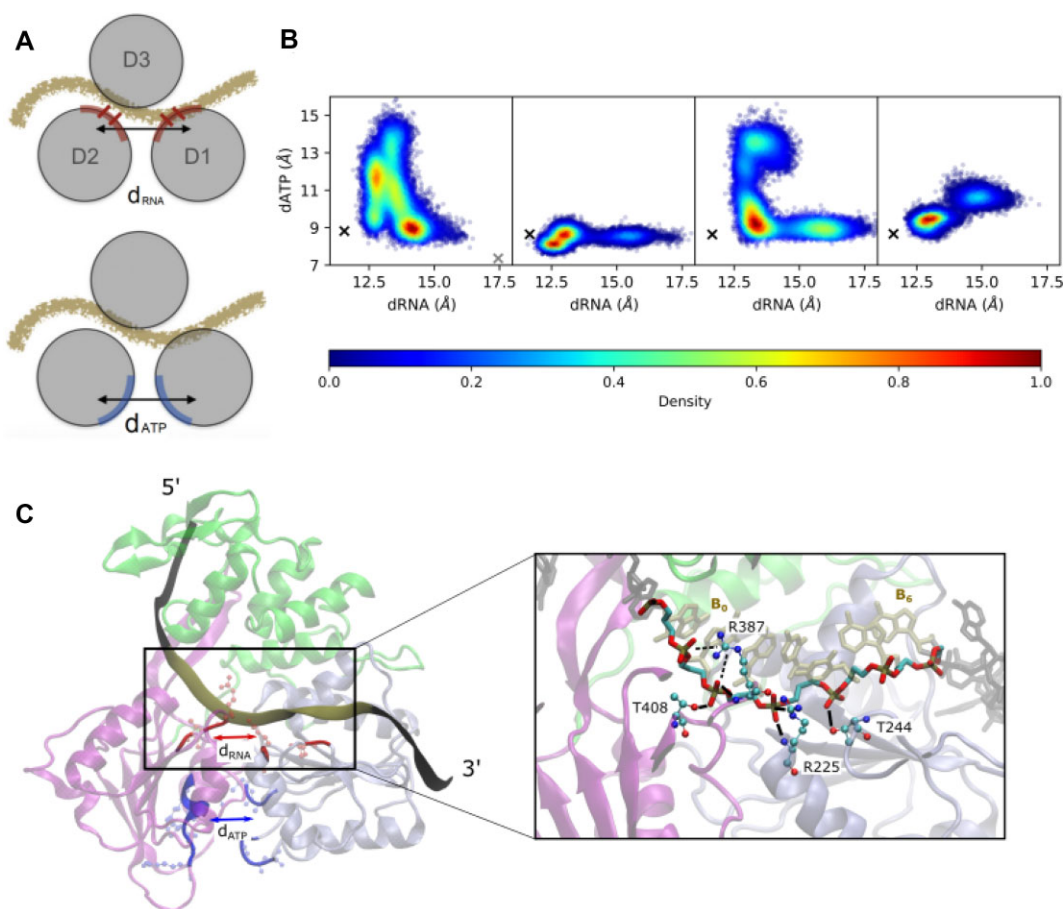 A
D3
D2
D1
dRNA
dATP
B
dATP (Å)
15
13
11
9
7
12.5 15.0 17.5 12.5 15.0 17.5 12.5 15.0 17.5 12.5 15.0 17.5
dRNA (Å) dRNA (Å) dRNA (Å) dRNA (Å)
0.0 0.2 0.4 0.6 0.8 1.0
Density
C
5'
dRNA
3'
dATP
B0
B6
R387
T408
T244
R225